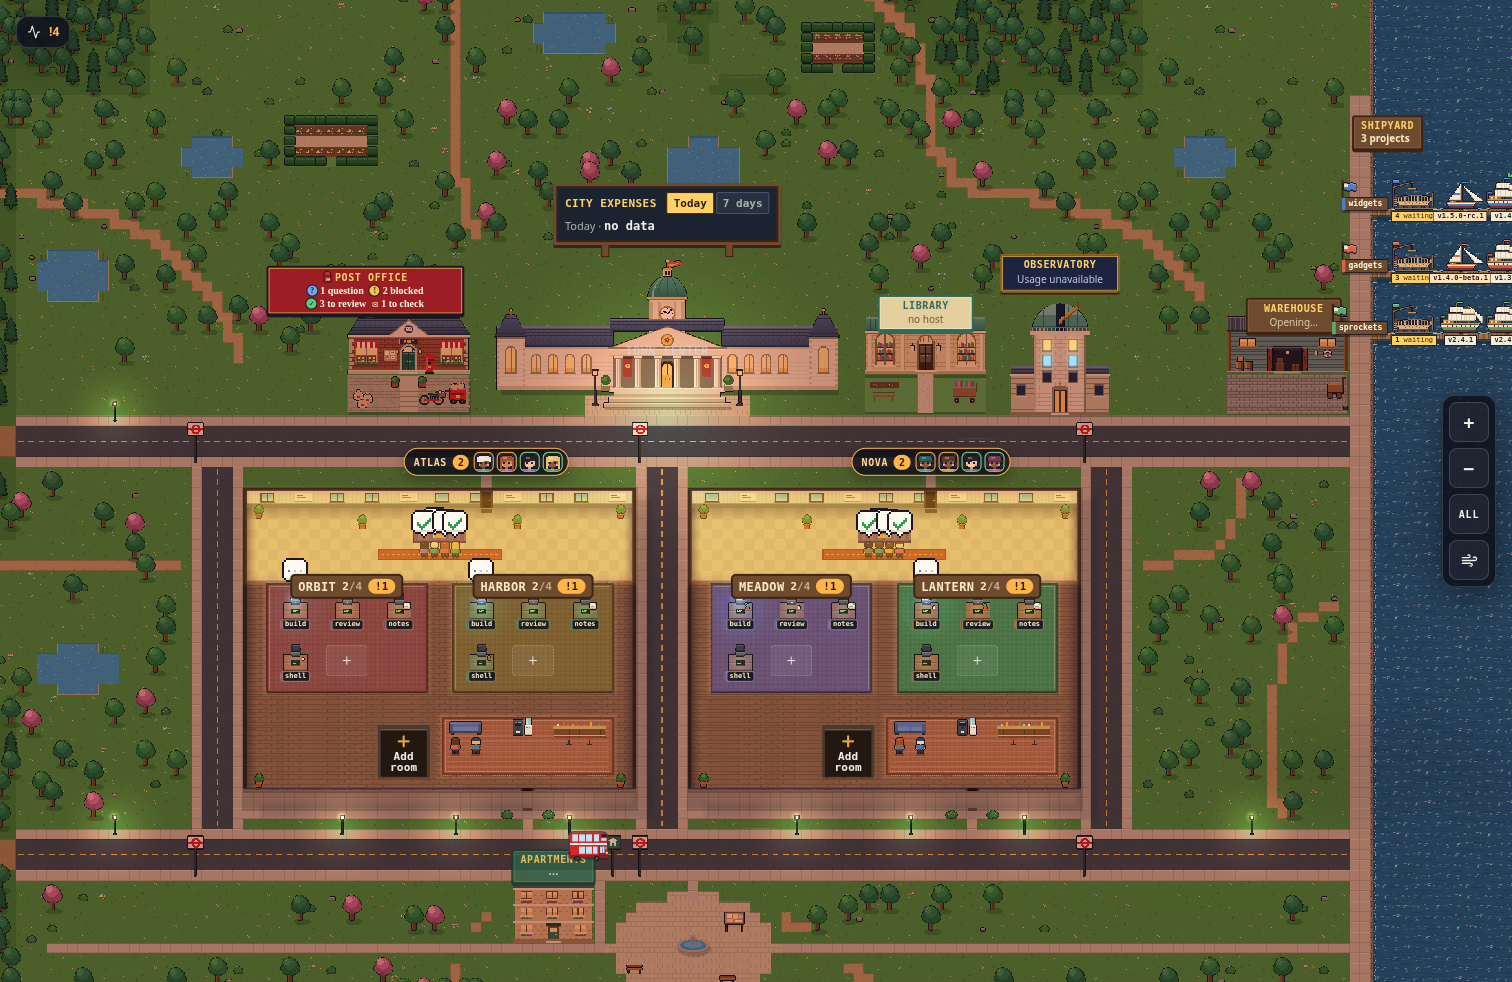 !4
SHIPYARD
3 projects
widgets
4 waiting
v1.5.0-rc.1
v1.4
gadgets
v1.4.0-beta.1
v1.3
sprockets
1 waiting
v2.4.1
v2.4
CITY EXPENSES
Today
7 days
Today · no data
POST OFFICE
1 question
2 blocked
3 to review
1 to check
OBSERVATORY
Usage unavailable
LIBRARY
no host
WAREHOUSE
Opening...
+
−
ALL
ATLAS 2
NOVA 2
ORBIT 2/4 !1
HARBOR 2/4 !1
MEADOW 2/4 !1
LANTERN 2/4 !1
build
review
notes
build
review
notes
build
review
notes
build
review
notes
shell
+
shell
+
shell
+
shell
+
+
Add
room
+
Add
room
APARTMENTS
...